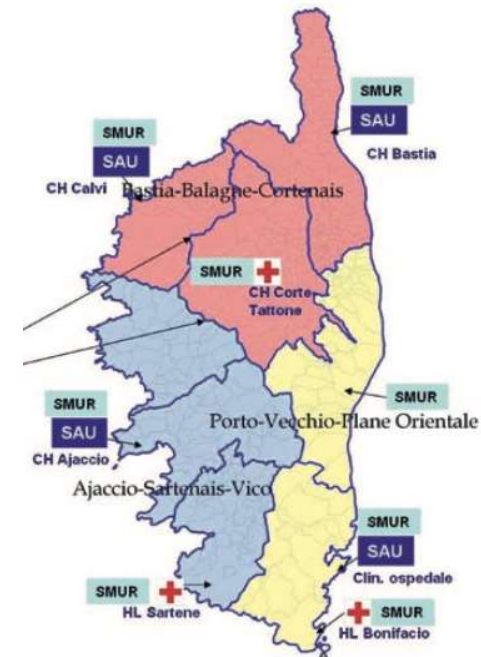 SMUR
SAU
CH Bastia
SMUR
SAU
CH Calvi
Bastia-Balagne-Cortenais
SMUR
CH Corte-
Tattone
SMUR
Porto-Vecchio-Plane Orientale
SMUR
SAU
CH Ajaccio
Ajaccio-Sartenais-Vico
SMUR
SAU
Clin. ospedale
SMUR
HL Sartene
SMUR
HL Bonifacio